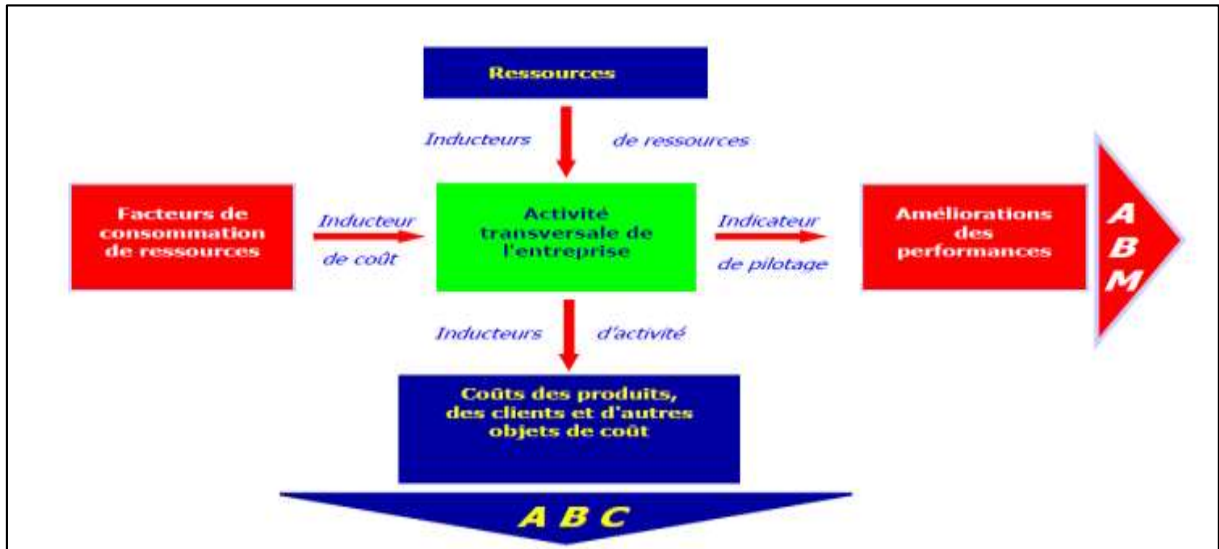 Ressources
Inducteurs de ressources
Facteurs de
consommation
de ressources
Inducteur
de coût
Activité
transversale de
l'entreprise
Indicateur
de pilotage
Améliorations
des
performances
A
B
M
Inducteurs d'activité
Coûts des produits,
des clients et d'autres
objets de coût
A B C